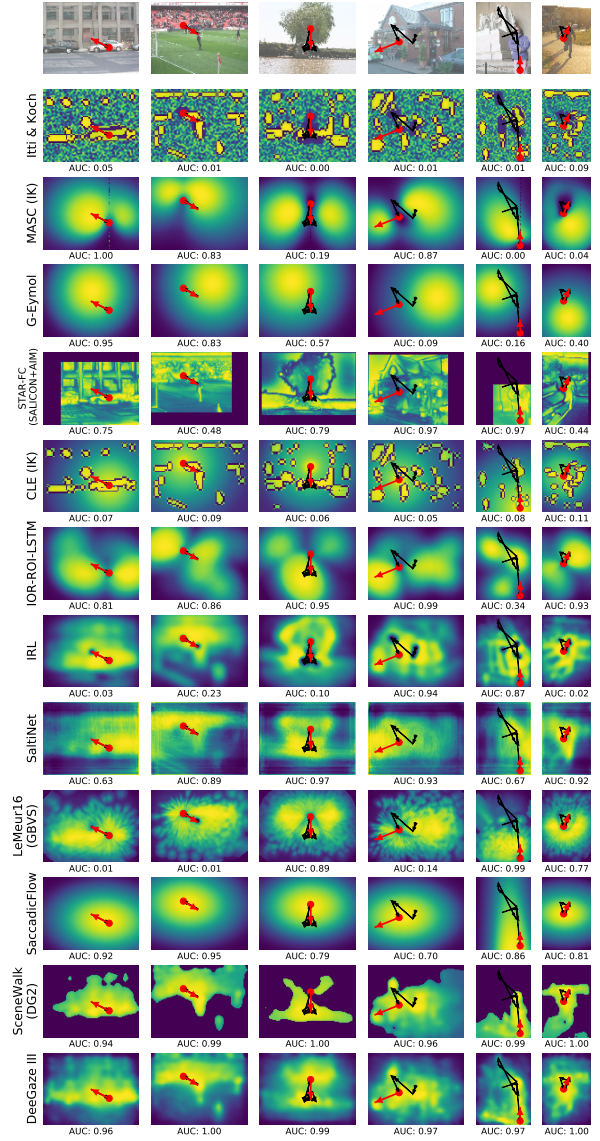 Itti & Koch
AUC: 0.05 AUC: 0.01 AUC: 0.00 AUC: 0.01 AUC: 0.01 AUC: 0.09
MASC (IK)
AUC: 1.00 AUC: 0.83 AUC: 0.19 AUC: 0.87 AUC: 0.00 AUC: 0.04
G-Eymol
AUC: 0.95 AUC: 0.83 AUC: 0.57 AUC: 0.09 AUC: 0.16 AUC: 0.40
STAR-FC
(SALICON+AIM)
AUC: 0.75 AUC: 0.48 AUC: 0.79 AUC: 0.97 AUC: 0.97 AUC: 0.44
CLE (IK)
AUC: 0.07 AUC: 0.09 AUC: 0.06 AUC: 0.05 AUC: 0.08 AUC: 0.11
IOR-ROI-LSTM
AUC: 0.81 AUC: 0.86 AUC: 0.95 AUC: 0.99 AUC: 0.34 AUC: 0.93
IRL
AUC: 0.03 AUC: 0.23 AUC: 0.10 AUC: 0.94 AUC: 0.87 AUC: 0.02
SaltiNet
AUC: 0.63 AUC: 0.89 AUC: 0.97 AUC: 0.93 AUC: 0.67 AUC: 0.92
LeMeur16
(GBVS)
AUC: 0.01 AUC: 0.01 AUC: 0.89 AUC: 0.14 AUC: 0.99 AUC: 0.77
SaccadicFlow
AUC: 0.92 AUC: 0.95 AUC: 0.79 AUC: 0.70 AUC: 0.86 AUC: 0.81
SceneWalk
(DG2)
AUC: 0.94 AUC: 0.99 AUC: 1.00 AUC: 0.96 AUC: 0.99 AUC: 1.00
DeeGaze III
AUC: 0.96 AUC: 1.00 AUC: 0.99 AUC: 0.97 AUC: 0.97 AUC: 1.00